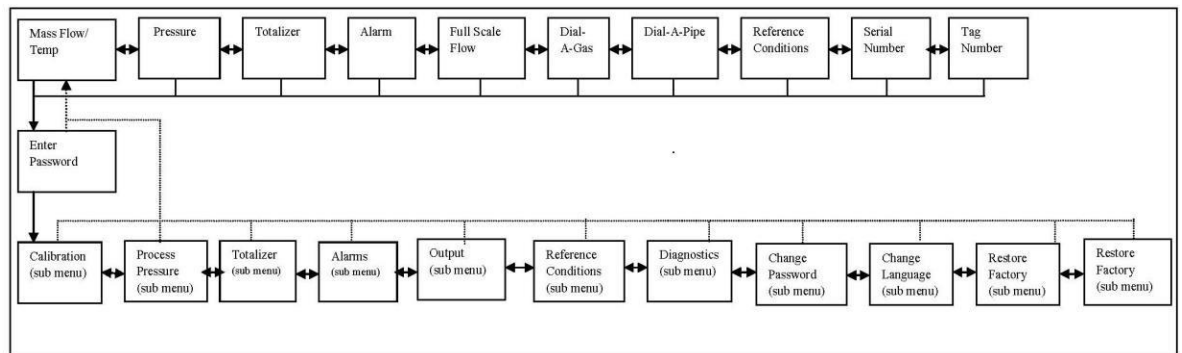 Mass Flow/
Temp
Pressure
Totalizer
Alarm
Full Scale
Flow
Dial-
A-Gas
Dial-A-Pipe
Reference
Conditions
Serial
Number
Tag
Number
Enter
Password
Calibration
(sub menu)
Process
Pressure
(sub menu)
Totalizer
(sub menu)
Alarms
(sub menu)
Output
(sub menu)
Reference
Conditions
(sub menu)
Diagnostics
(sub menu)
Change
Password
(sub menu)
Change
Language
(sub menu)
Restore
Factory
(sub menu)
Restore
Factory
(sub menu)